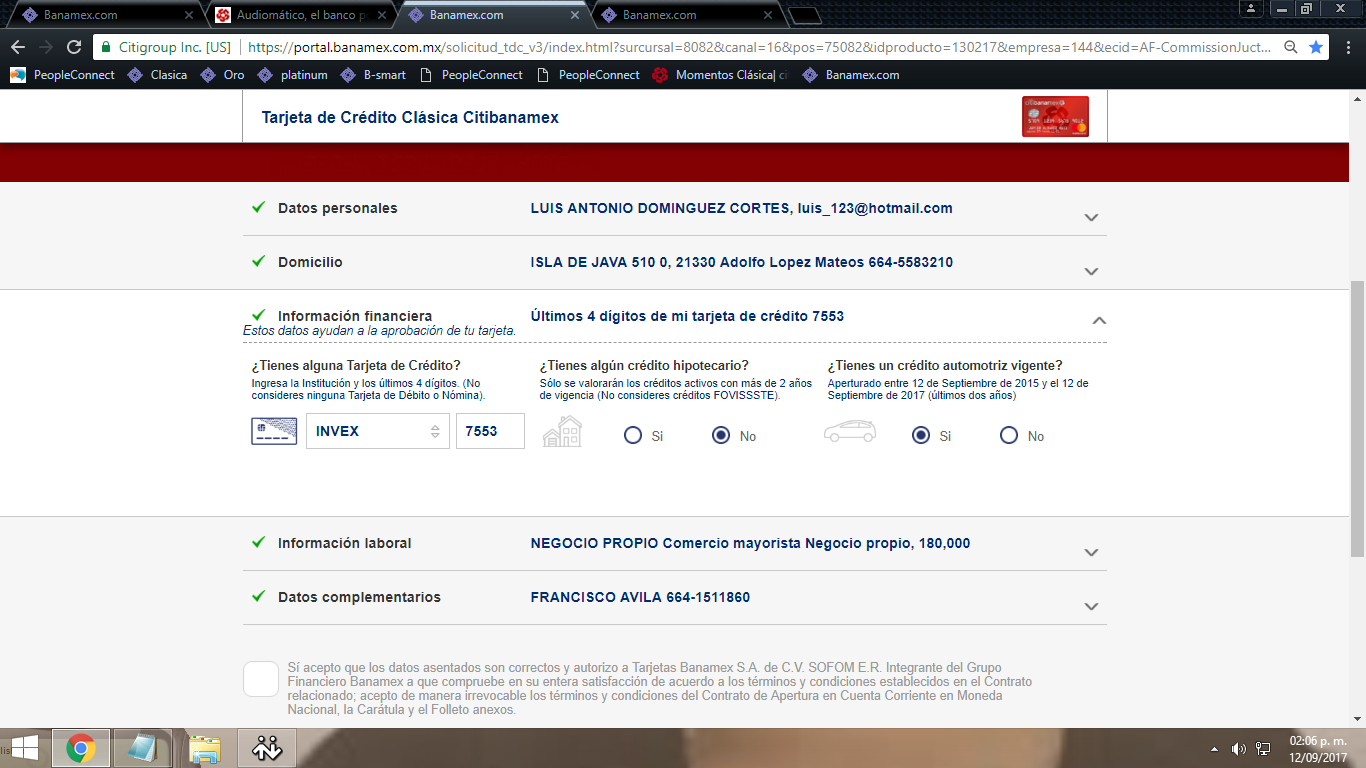 Banamex.com
Audiomático, el banco p
Banamex.com
Banamex.com
Citigroup Inc. [US]
https://portal.banamex.com.mx/solicitud_tdc_v3/index.html?sursursal=8082&canal=16&pos=75082&idproducto=130217&empresa=144&ecid=AF-CommissionJuct...
PeopleConnect
Clasica
Oro
platinum
B-smart
PeopleConnect
PeopleConnect
Momentos Clásica| ci
Banamex.com
Tarjeta de Crédito Clásica Citibanamex
Datos personales
LUIS ANTONIO DOMINGUEZ CORTES, luis_123@hotmail.com
Domicilio
ISLA DE JAVA 510 0, 21330 Adolfo Lopez Mateos 664-5583210
Información financiera
Últimos 4 dígitos de mi tarjeta de crédito 7553
Estos datos ayudan a la aprobación de tu tarjeta.
¿Tienes alguna Tarjeta de Crédito?
Ingresa la Institución y los últimos 4 dígitos. (No
consideres ninguna Tarjeta de Débito o Nómina).
INVEX
7553
¿Tienes algún crédito hipotecario?
Sólo se valorarán los créditos activos con más de 2 años
de vigencia (No consideres créditos FOVISSSTE).
Si
No
¿Tienes un crédito automotriz vigente?
Aperturado entre 12 de Septiembre de 2015 y el 12 de
Septiembre de 2017 (últimos dos años)
Si
No
Información laboral
NEGOCIO PROPIO Comercio mayorista Negocio propio, 180,000
Datos complementarios
FRANCISCO AVILA 664-1511860
Sí acepto que los datos asentados son correctos y autorizo a Tarjetas Banamex S.A. de C.V. SOFOM E.R. Integrante del Grupo
Financiero Banamex a que compruebe en su entera satisfacción de acuerdo a los términos y condiciones establecidos en el Contrato
relacionado; acepto de manera irrevocable los términos y condiciones del Contrato de Apertura en Cuenta Corriente en Moneda
Nacional, la Carátula y el Folleto anexos.
02:06 p. m.
12/09/2017